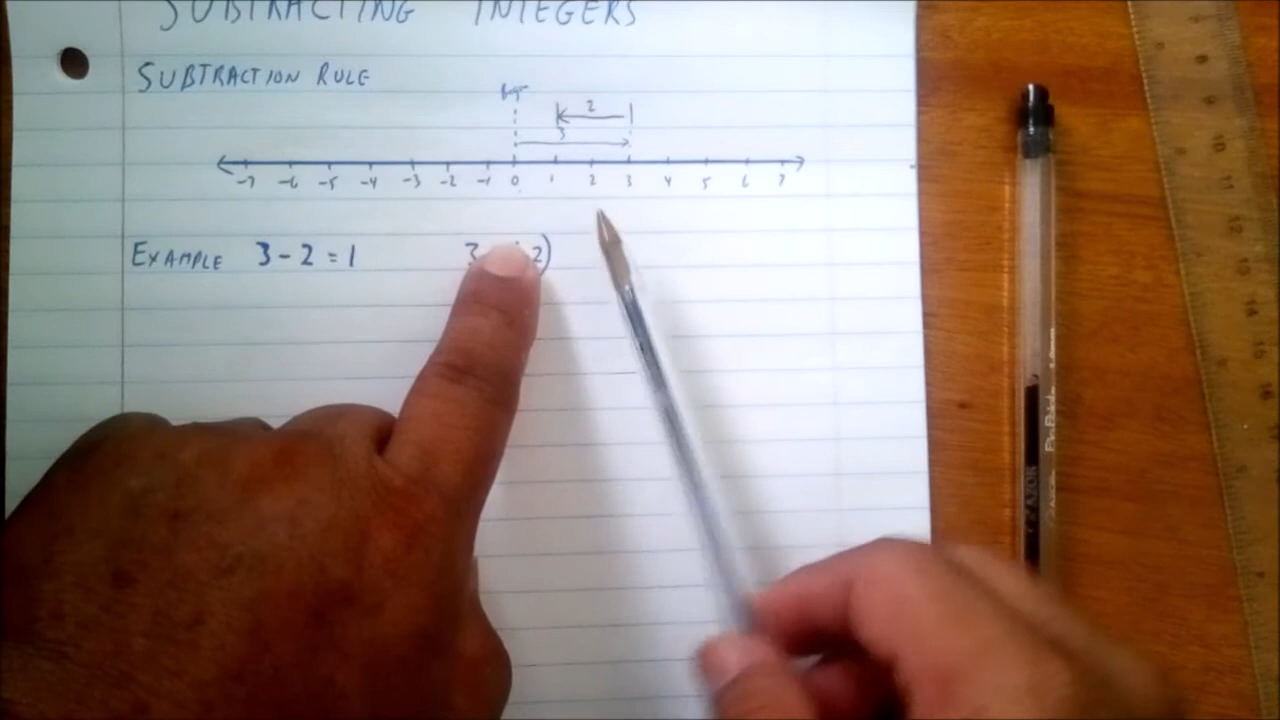 SUBTRACTING INTEGERS
SUBTRACTION RULE
2
3
-7 -6 -5 -4 -3 -2 -1 0 1 2 3 4 5 6 7
EXAMPLE 3 - 2 = 1 2)